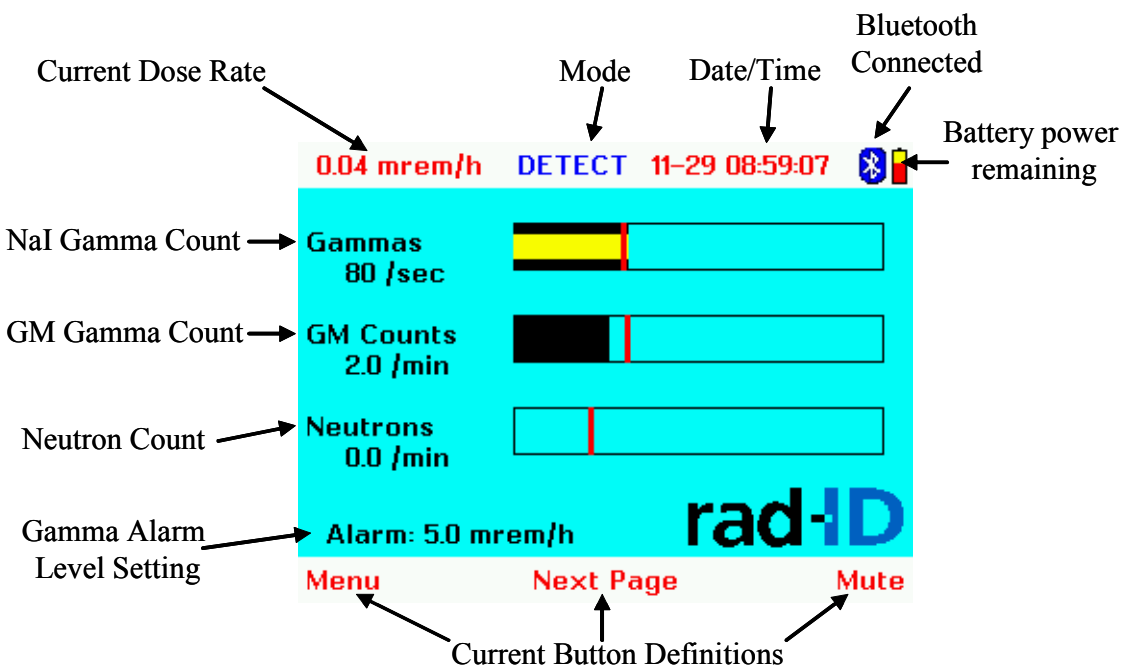 Bluetooth
Connected
Current Dose Rate
Mode
Date/Time
Battery power
remaining
0.04 mrem/h DETECT 11-29 08:59:07
NaI Gamma Count
Gammas
80 /sec
GM Gamma Count
GM Counts
2.0 /min
Neutron Count
Neutrons
0.0 /min
Gamma Alarm
Level Setting
Alarm: 5.0 mrem/h
rad-ID
Menu Next Page Mute
Current Button Definitions